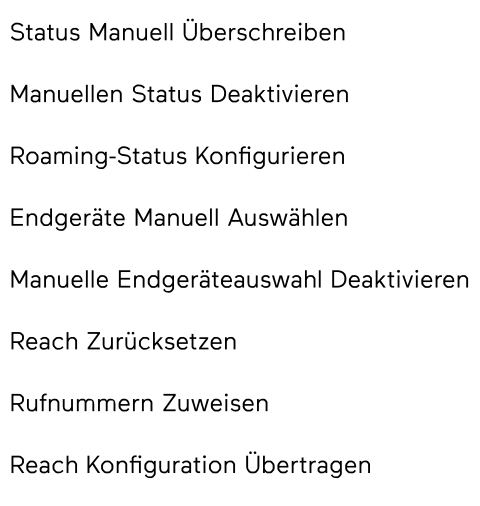 Status Manuell Überschreiben
Manuellen Status Deaktivieren
Roaming-Status Konfigurieren
Endgeräte Manuell Auswählen
Manuelle Endgeräteauswahl Deaktivieren
Reach Zurücksetzen
Rufnummern Zuweisen
Reach Konfiguration Übertragen